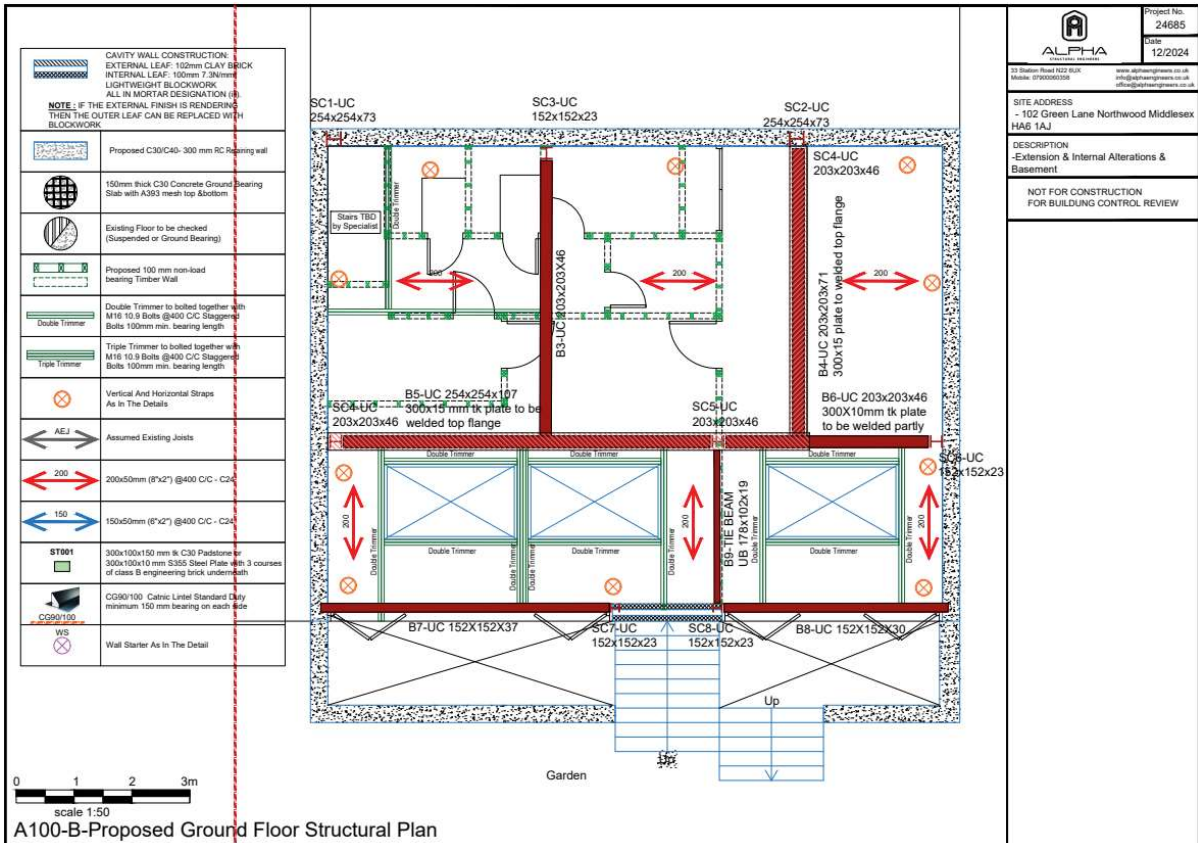 CAVITY WALL CONSTRUCTION:
EXTERNAL LEAF: 102mm CLAY BRICK
INTERNAL LEAF: 100mm 7.3N/mm
LIGHTWEIGHT BLOCKWORK
ALL IN MORTAR DESIGNATION
NOTE : IF THE EXTERNAL FINISH IS RENDERING
THEN THE OUTER LEAF CAN BE REPLACED WITH
BLOCKWORK
Proposed C30/C40- 300 mm RC Retaining wall
150mm thick C30 Concrete Ground Bearing
Slab with A393 mesh top &bottom
Existing Floor to be checked
(Suspended or Ground Bearing)
Proposed 100 mm non-load
bearing Timber Wall
Double Trimmer
Double Trimmer to bolted together with
M16 10.9 Bolts @400 C/C Staggered
Bolts 100mm min. bearing length
Triple Trimmer
Triple Trimmer to bolted together with
M16 10.9 Bolts @400 C/C Staggered
Bolts 100mm min. bearing length
Vertical And Horizontal Straps
As In The Details
AEJ
Assumed Existing Joists
200
200x50mm (8"x2") @400 C/C - C24
150
150x50mm (6"x2") @400 C/C - C24
ST001
300x100x150 mm tk C30 Padstone or
300x100x10 mm S355 Steel Plate with 3 courses
of class B engineering brick underneath
CG90/100
CG90/100 Catnic Lintel Standard Duty
minimum 150 mm bearing on each side
WS
Wall Starter As In The Detail
SC1-UC
254x254x73
SC3-UC
152x152x23
SC2-UC
254x254x73
SC4-UC
203x203x46
Stairs TBD
by Specialist
Double Trimmer
200
200
200
B3-UC 203x203X46
B4-UC 203x203x71
300x15 plate to welded top flange
B5-UC 254x254x107
300x15 mm tk plate to be
welded top flange
SC4-UC
203x203x46
SC5-UC
203x203x46
B6-UC 203x203x46
300X10mm tk plate
to be welded partly
SC6-UC
152x152x23
Double Trimmer
Double Trimmer
Double Trimmer
200
Double Trimmer
Double Trimmer
200
B9-TIE BEAM
UB 178x102x19
Double Trimmer
200
Double Trimmer
Double Trimmer
Double Trimmer
Double Trimmer
Double Trimmer
B7-UC 152X152X37
SC7-UC
152x152x23
SC8-UC
152x152x23
B8-UC 152X152X30
Up
Up
Garden
0 1 2 3m
scale 1:50
A100-B-Proposed Ground Floor Structural Plan
ALPHA
STRUCTURAL ENGINEERS
Project No.
24685
Date
12/2024
33 Station Road N22 6UX
Mobile: 07900060358
www.alphaengineers.co.uk
info@alphaengineers.co.uk
office@alphaengineers.co.uk
SITE ADDRESS
- 102 Green Lane Northwood Middlesex
HA6 1AJ
DESCRIPTION
-Extension & Internal Alterations &
Basement
NOT FOR CONSTRUCTION
FOR BUILDUNG CONTROL REVIEW